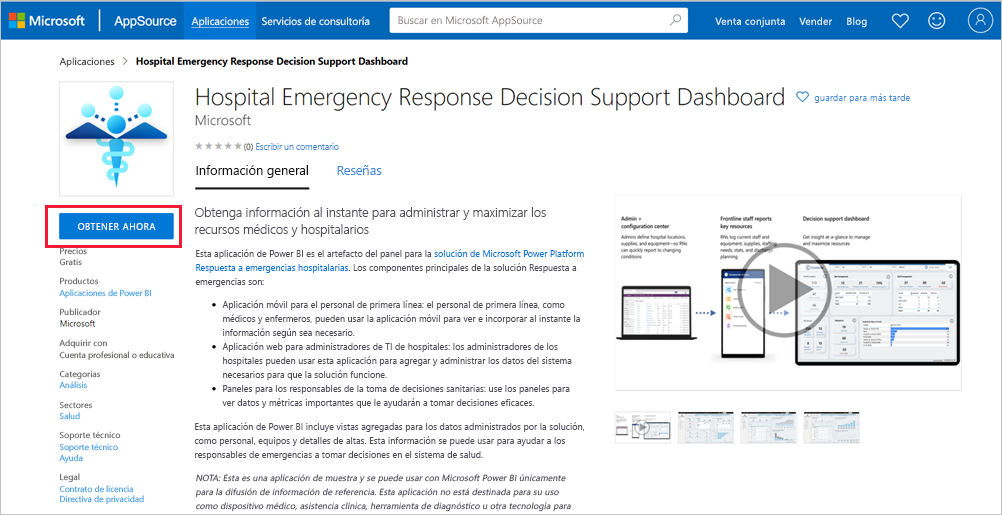 Microsoft AppSource Aplicaciones Servicios de consultoría Buscar en Microsoft AppSource Venta conjunta Vender Blog
Aplicaciones > Hospital Emergency Response Decision Support Dashboard
Hospital Emergency Response Decision Support Dashboard guardar para más tarde
Microsoft
(0) Escribir un comentario
Información general Reseñas
OBTENER AHORA
Precios
Gratis
Productos
Aplicaciones de Power BI
Publicador
Microsoft
Adquirir con
Cuenta profesional o educativa
Categorías
Análisis
Sectores
Salud
Soporte técnico
Soporte técnico
Ayuda
Legal
Contrato de licencia
Directiva de privacidad
Obtenga información al instante para administrar y maximizar los
recursos médicos y hospitalarios
Esta aplicación de Power BI es el artefacto del panel para la solución de Microsoft Power Platform
Respuesta a emergencias hospitalarias. Los componentes principales de la solución Respuesta a
emergencias son:
• Aplicación móvil para el personal de primera línea: el personal de primera línea, como
médicos y enfermeros, pueden usar la aplicación móvil para ver e incorporar al instante la
información según sea necesario.
• Aplicación web para administradores de TI de hospitales: los administradores de los
hospitales pueden usar esta aplicación para agregar y administrar los datos del sistema
necesarios para que la solución funcione.
• Paneles para los responsables de la toma de decisiones sanitarias: use los paneles para
ver datos y métricas importantes que le ayudarán a tomar decisiones eficaces.
Esta aplicación de Power BI incluye vistas agregadas para los datos administrados por la solución,
como personal, equipos y detalles de altas. Esta información se puede usar para ayudar a los
responsables de emergencias a tomar decisiones en el sistema de salud.
NOTA: Esta es una aplicación de muestra y se puede usar con Microsoft Power BI únicamente
para la difusión de información de referencia. Esta aplicación no está destinada para su uso
como dispositivo médico, asistencia clínica, herramienta de diagnóstico u otra tecnología para
Admin +
configuration center
Admins define hospital locations,
supplies, and equipment—so RNs
can quickly report to changing
conditions
Frontline staff reports
key resources
RNs log current staff and
equipment, supplies, staffing
needs, stats, and discharge
planning
Decision support dashboard
Get insight at-a-glance to manage
and maximize resources